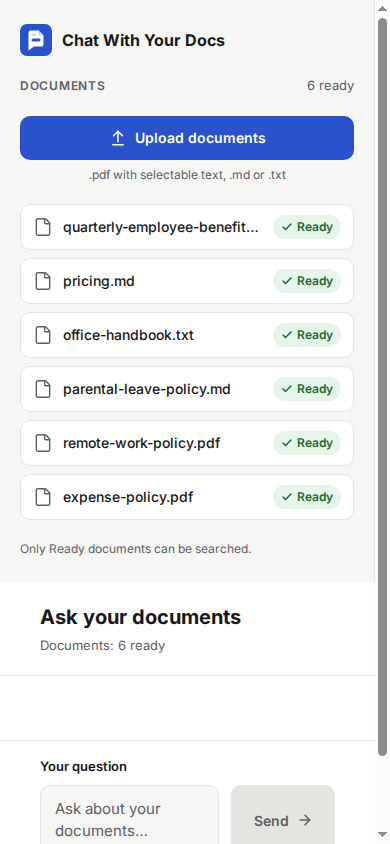 Chat With Your Docs
DOCUMENTS 6 ready
Upload documents
.pdf with selectable text, .md or .txt
quarterly-employee-benefit... Ready
pricing.md Ready
office-handbook.txt Ready
parental-leave-policy.md Ready
remote-work-policy.pdf Ready
expense-policy.pdf Ready
Only Ready documents can be searched.
Ask your documents
Documents: 6 ready
Your question
Ask about your
documents...
Send